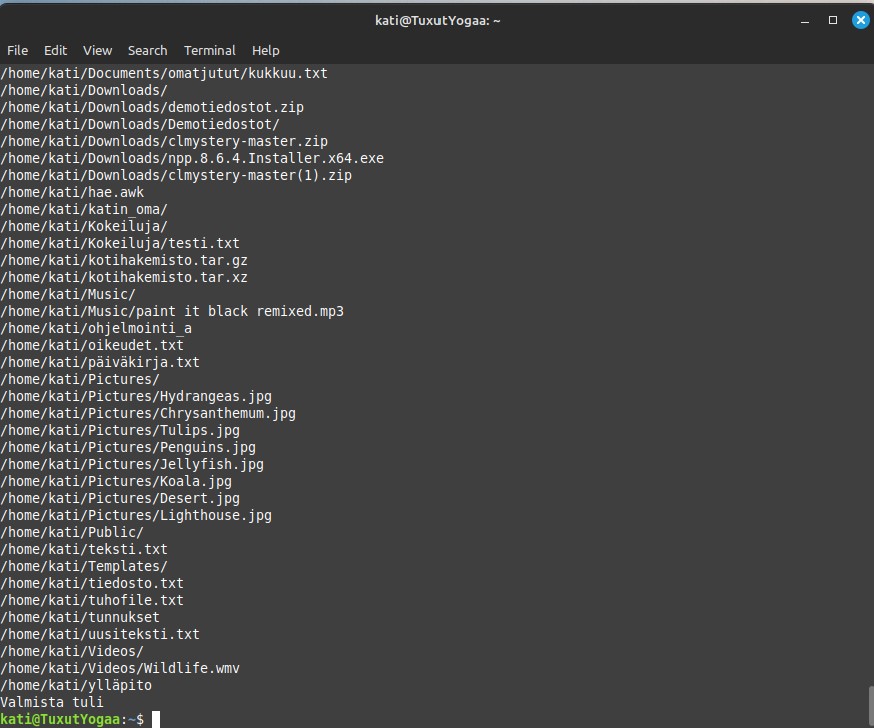 kati@TuxutYogaa: ~
File Edit View Search Terminal Help
/home/kati/Documents/omatjutut/kukkuu.txt
/home/kati/Downloads/
/home/kati/Downloads/demotiedostot.zip
/home/kati/Downloads/Demotiedostot/
/home/kati/Downloads/clmystery-master.zip
/home/kati/Downloads/npp.8.6.4.Installer.x64.exe
/home/kati/Downloads/clmystery-master(1).zip
/home/kati/hae.awk
/home/kati/katin_oma/
/home/kati/Kokeiluja/
/home/kati/Kokeiluja/testi.txt
/home/kati/kotihakemisto.tar.gz
/home/kati/kotihakemisto.tar.xz
/home/kati/Music/
/home/kati/Music/paint it black remixed.mp3
/home/kati/ohjelmointi_a
/home/kati/oikeudet.txt
/home/kati/päiväkirja.txt
/home/kati/Pictures/
/home/kati/Pictures/Hydrangeas.jpg
/home/kati/Pictures/Chrysanthemum.jpg
/home/kati/Pictures/Tulips.jpg
/home/kati/Pictures/Penguins.jpg
/home/kati/Pictures/Jellyfish.jpg
/home/kati/Pictures/Koala.jpg
/home/kati/Pictures/Desert.jpg
/home/kati/Pictures/Lighthouse.jpg
/home/kati/Public/
/home/kati/teksti.txt
/home/kati/Templates/
/home/kati/tiedosto.txt
/home/kati/tuhofile.txt
/home/kati/tunnukset
/home/kati/uusiteksti.txt
/home/kati/Videos/
/home/kati/Videos/Wildlife.wmv
/home/kati/ylläpito
Valmista tuli
kati@TuxutYogaa:~$